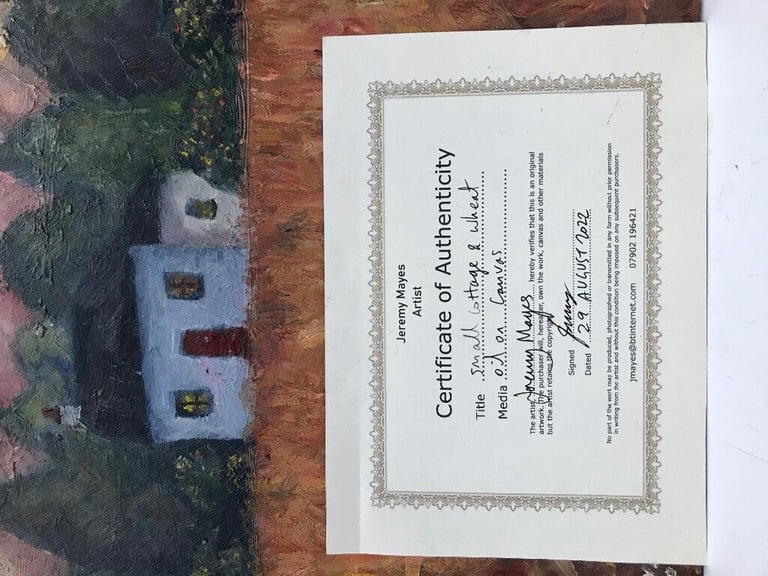 Jeremy Mayes
Artist
Certificate of Authenticity
Title ...small cottage & wheat....
Media ...oil on canvas...................
The artist, Jeremy Mayes ......... hereby verifies that this is an original
artwork. The purchaser will, hereafter, own the work, canvas and other materials
but the artist retains the copyright.
Signed
Dated ...29 AUGUST 2022
No part of the work may be produced, photographed or transmitted in any form without prior permission
in writing from the artist and without this condition being imposed on any subsequent purchasers.
jmayes@btinternet.com 07902 196421